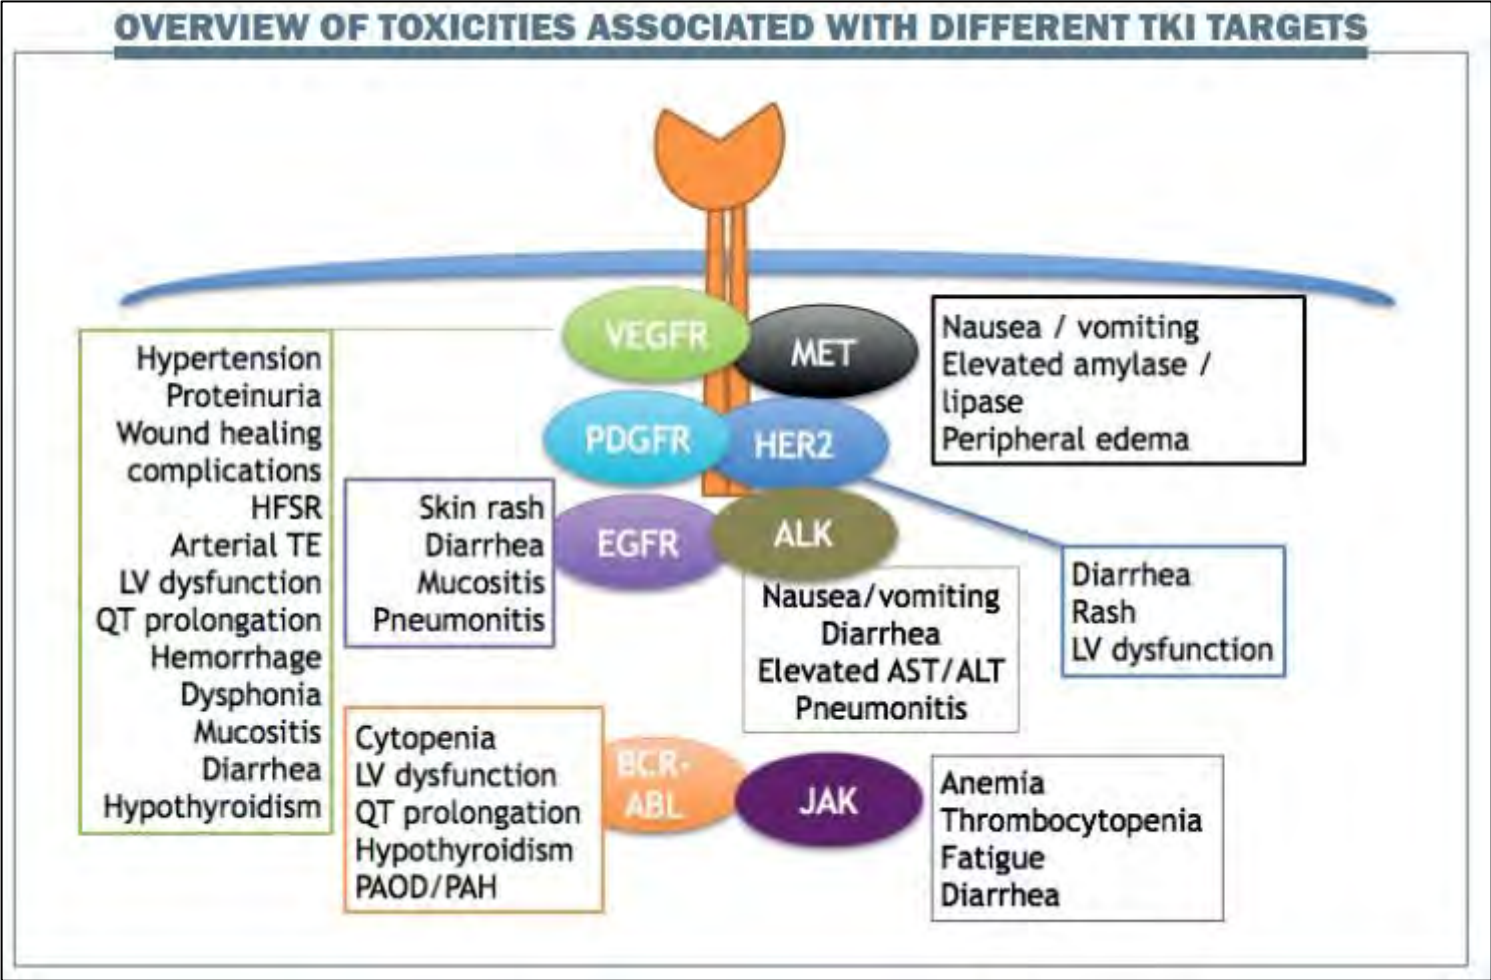 OVERVIEW OF TOXICITIES ASSOCIATED WITH DIFFERENT TKI TARGETS
VEGFR
MET
PDGFR
HER2
EGFR
ALK
BCR-
ABL
JAK
Hypertension
Proteinuria
Wound healing
complications
HFSR
Arterial TE
LV dysfunction
QT prolongation
Hemorrhage
Dysphonia
Mucositis
Diarrhea
Hypothyroidism
Nausea / vomiting
Elevated amylase /
lipase
Peripheral edema
Skin rash
Diarrhea
Mucositis
Pneumonitis
Nausea/vomiting
Diarrhea
Elevated AST/ALT
Pneumonitis
Diarrhea
Rash
LV dysfunction
Cytopenia
LV dysfunction
QT prolongation
Hypothyroidism
PAOD/PAH
Anemia
Thrombocytopenia
Fatigue
Diarrhea